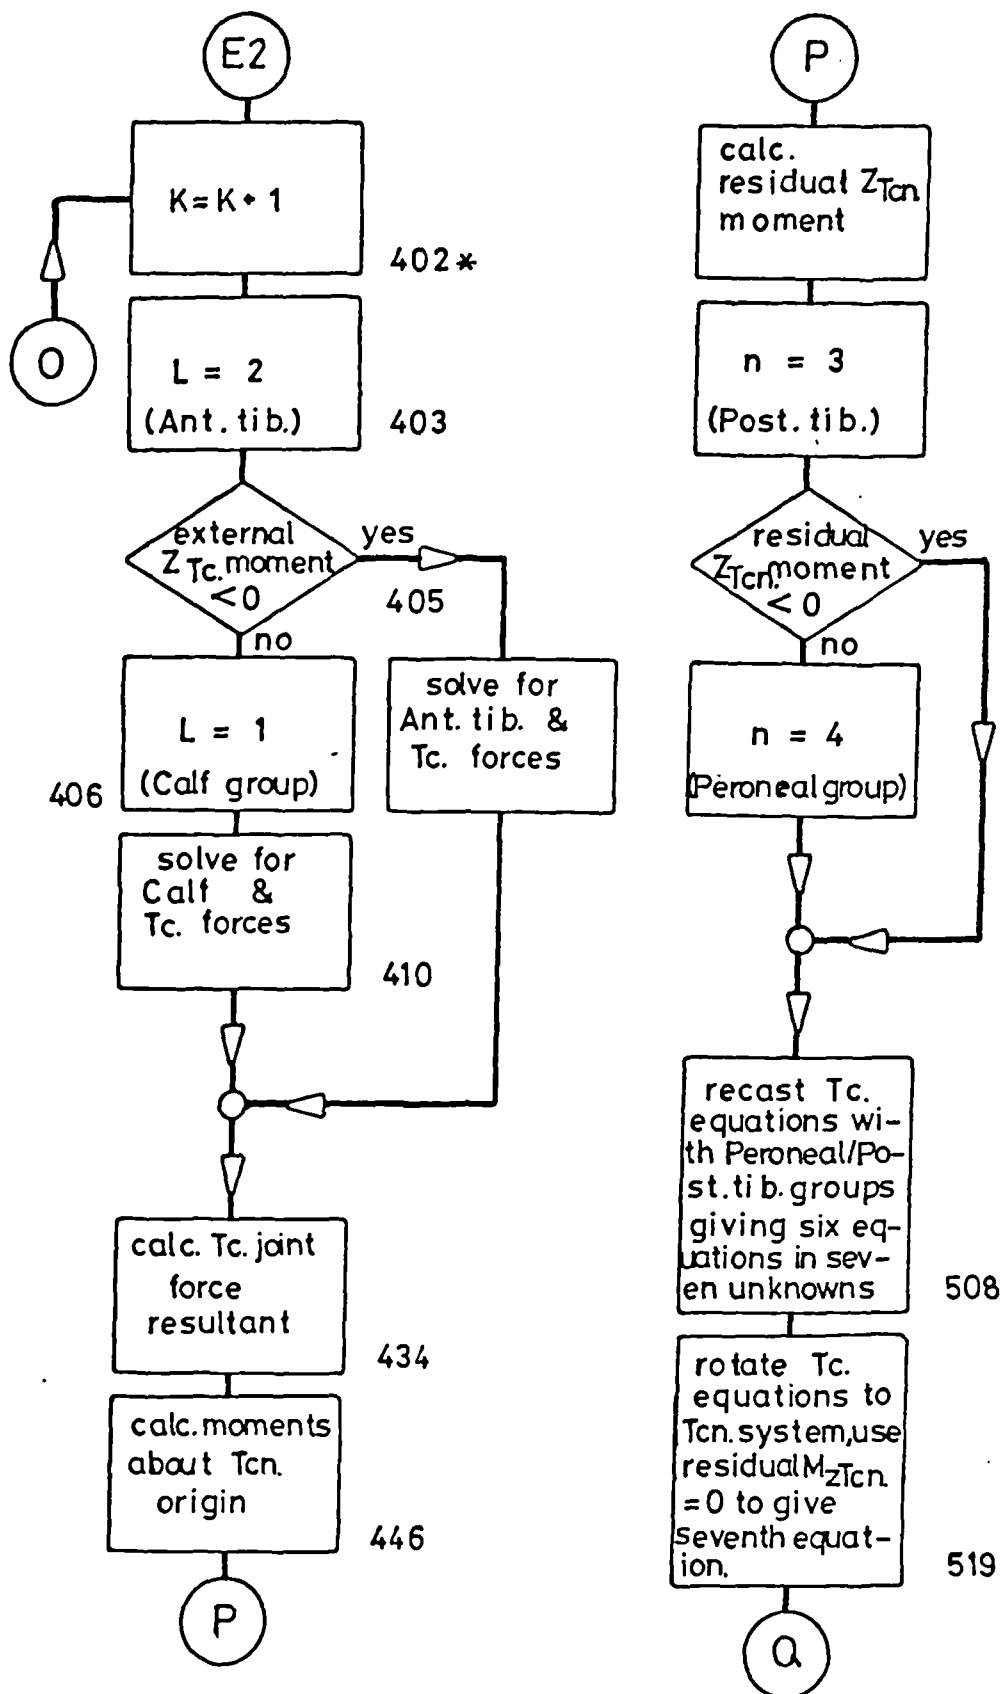 E2
K = K + 1
402*
O
L = 2
(Ant. tib.)
403
external
Z Tc. moment
< 0
yes
405
no
L = 1
(Calf group)
406
solve for
Ant. tib. &
Tc. forces
solve for
Calf &
Tc. forces
410
calc. Tc. joint
force
resultant
434
calc. moments
about Tcn.
origin
446
P
P
calc.
residual ZTcn.
moment
n = 3
(Post. tib.)
residual
ZTcn. moment
< 0
yes
no
n = 4
(Peroneal group)
recast Tc.
equations wi-
th Peroneal/Po-
st. tib. groups
giving six eq-
uations in sev-
en unknowns
508
rotate Tc.
equations to
Tcn. system, use
residual MzTcn.
= 0 to give
seventh equat-
ion.
519
Q